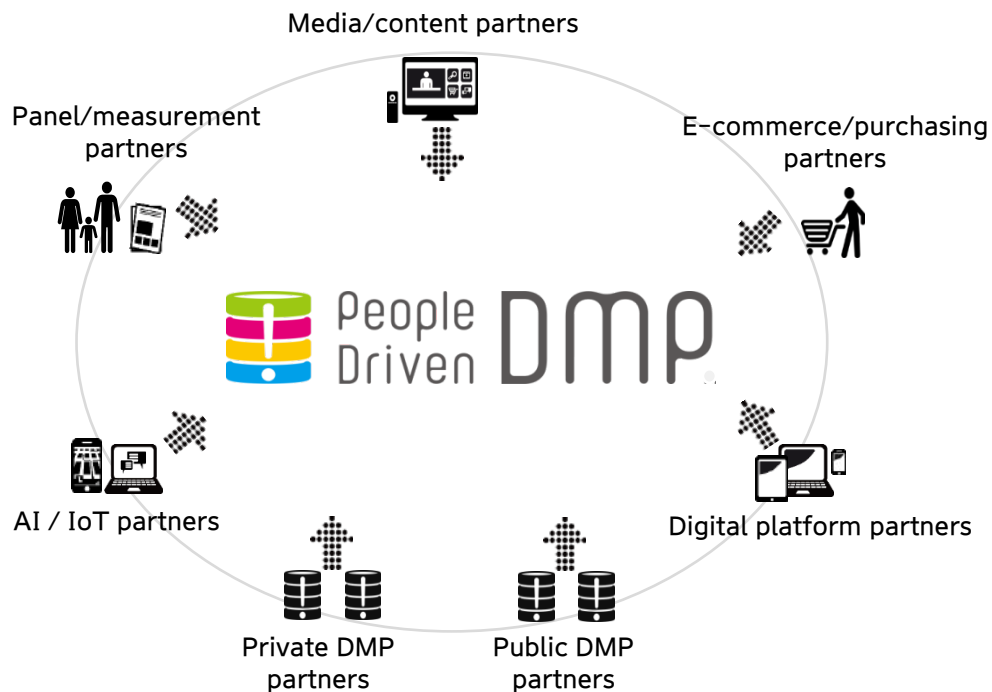 Media/content partners
Panel/measurement
partners
E-commerce/purchasing
partners
People
Driven
DMP
AI / IoT partners
Digital platform partners
Private DMP
partners
Public DMP
partners